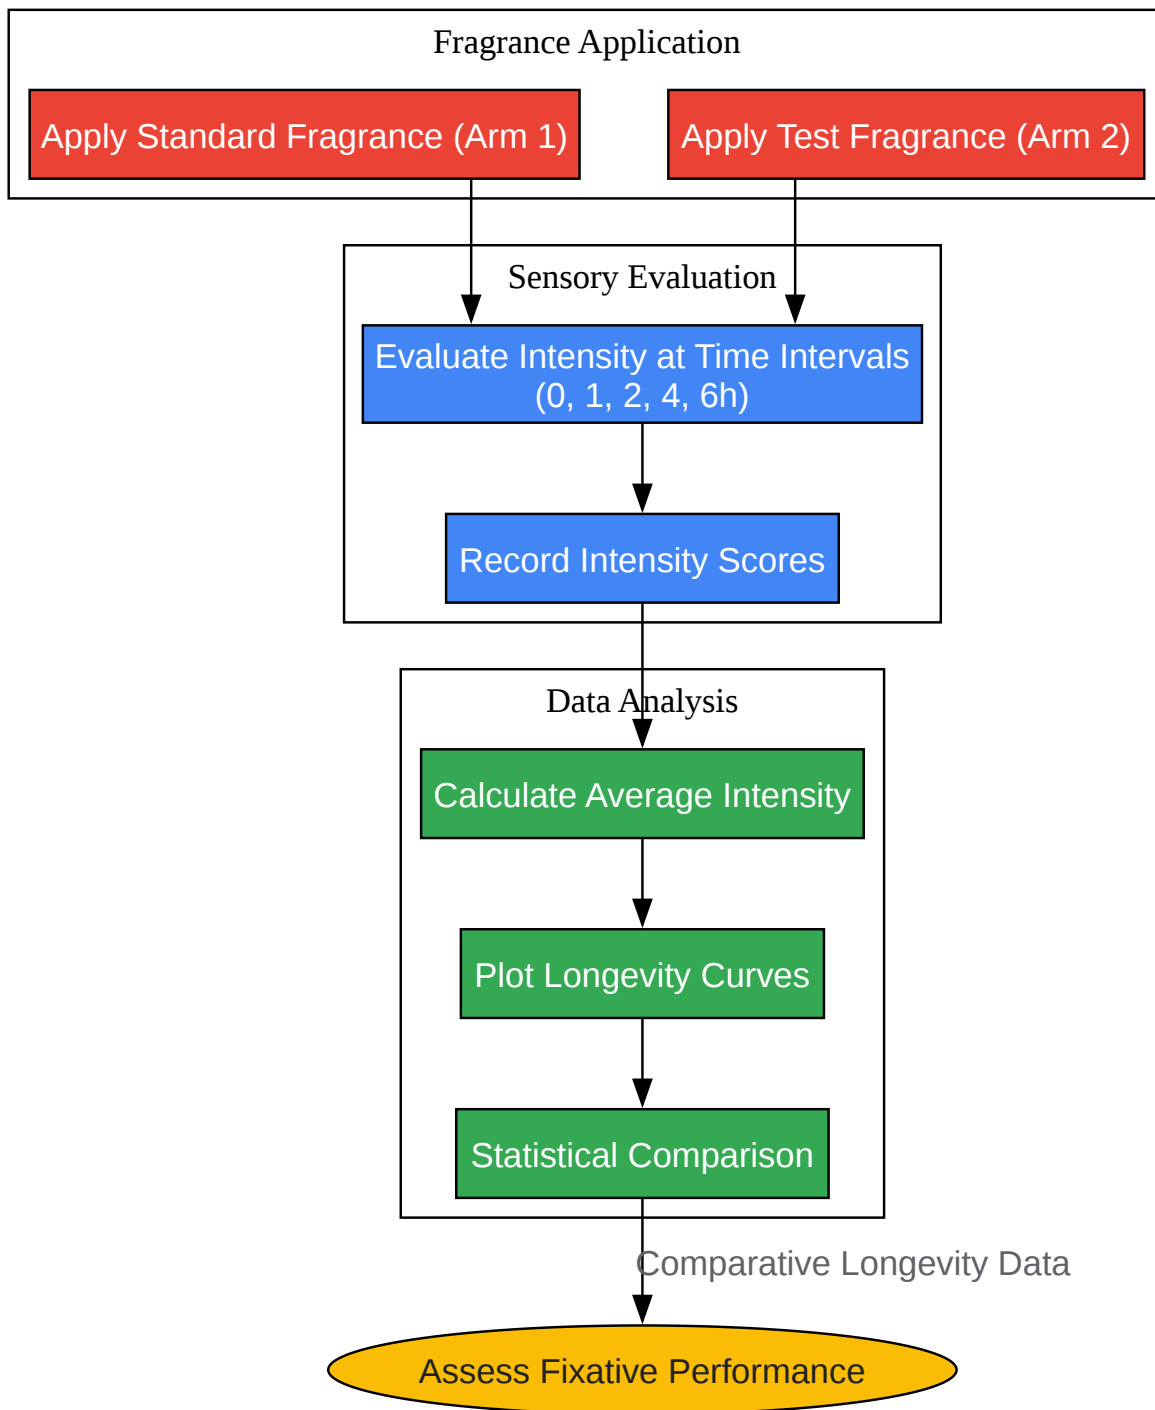 Fragrance Application
Apply Standard Fragrance (Arm 1)
Apply Test Fragrance (Arm 2)
Sensory Evaluation
Evaluate Intensity at Time Intervals
(0, 1, 2, 4, 6h)
Record Intensity Scores
Data Analysis
Calculate Average Intensity
Plot Longevity Curves
Statistical Comparison
Comparative Longevity Data
Assess Fixative Performance